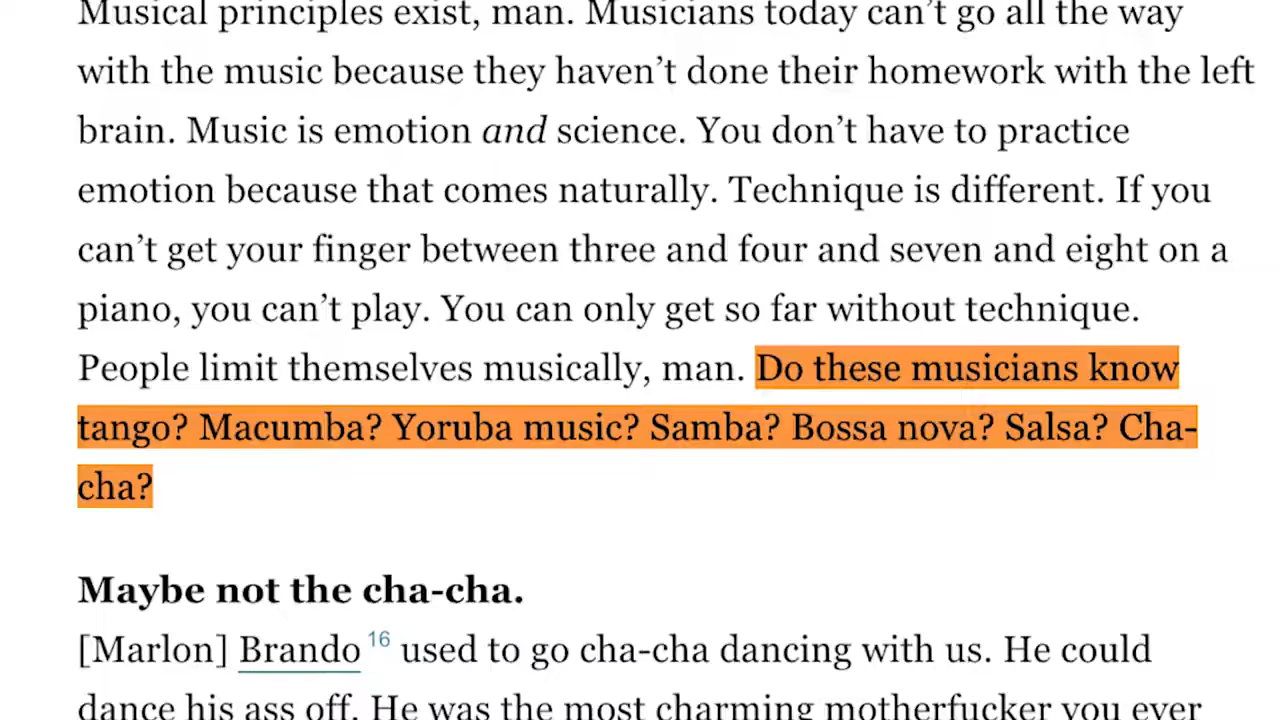 Musical principles exist, man. Musicians today can’t go all the way
with the music because they haven’t done their homework with the left
brain. Music is emotion and science. You don’t have to practice
emotion because that comes naturally. Technique is different. If you
can’t get your finger between three and four and seven and eight on a
piano, you can’t play. You can only get so far without technique.
People limit themselves musically, man. Do these musicians know
tango? Macumba? Yoruba music? Samba? Bossa nova? Salsa? Cha-
cha?
Maybe not the cha-cha.
[Marlon] Brando 16 used to go cha-cha dancing with us. He could
dance his ass off. He was the most charming motherfucker you ever